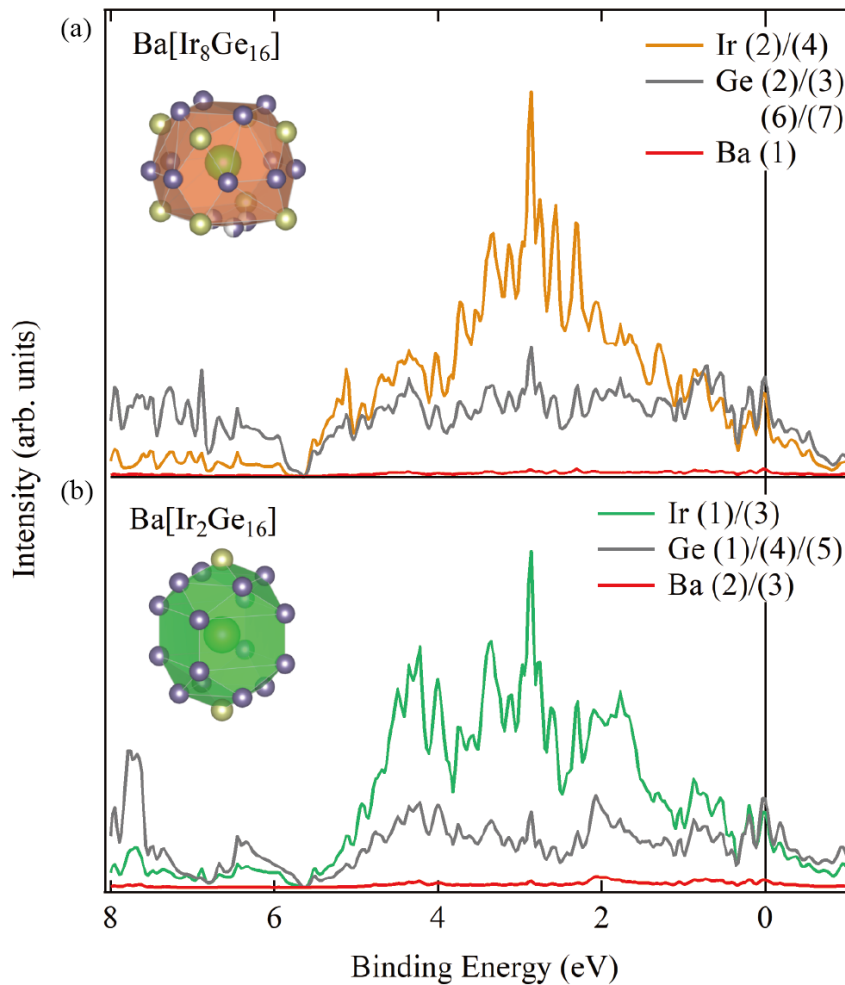 (a)
Ba[Ir₈Ge₁₆]
Ir (2)/(4)
Ge (2)/(3)
(6)/(7)
Ba (1)
(b)
Ba[Ir₂Ge₁₆]
Ir (1)/(3)
Ge (1)/(4)/(5)
Ba (2)/(3)
Intensity (arb. units)
8 6 4 2 0
Binding Energy (eV)